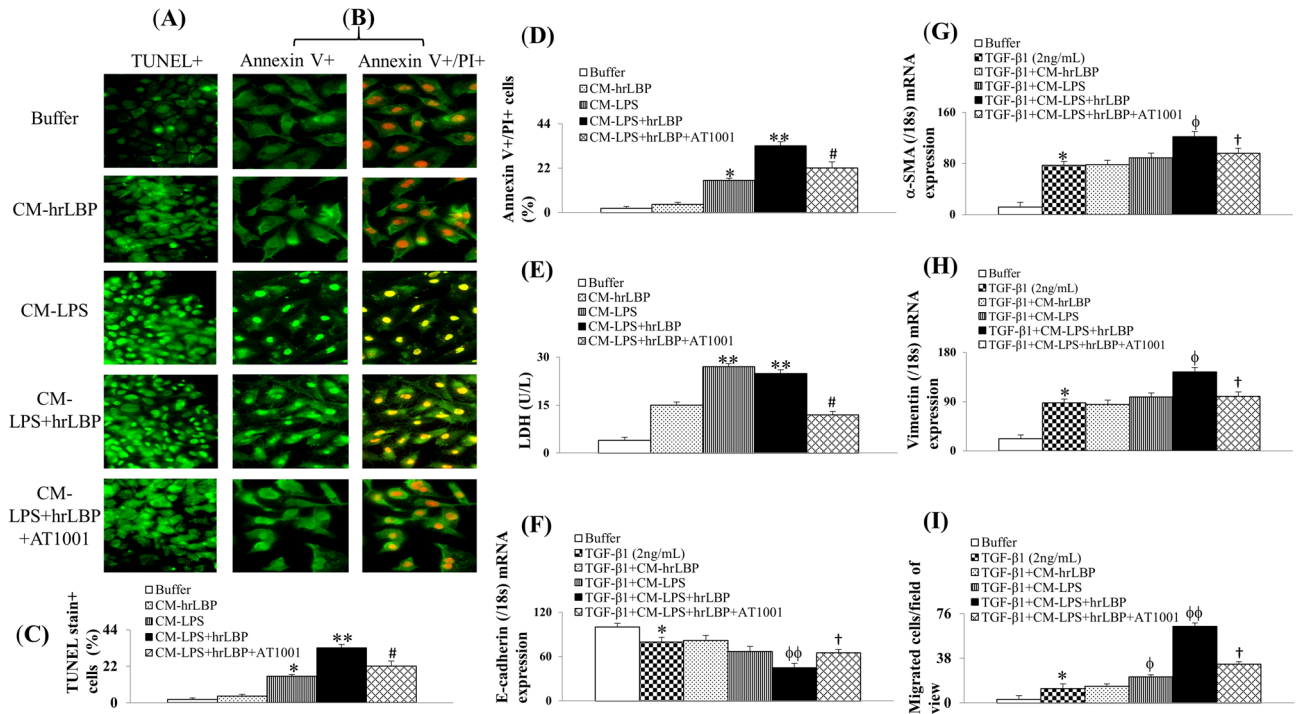 (A)
(B)
TUNEL+
Annexin V+
Annexin V+/PI+
Buffer
CM-hrLBP
CM-LPS
CM-
LPS+hrLBP
CM-
LPS+hrLBP
+AT1001
(C)
Buffer
CM-hrLBP
CM-LPS
CM-LPS+hrLBP
CM-LPS+hrLBP+AT1001
TUNEL stain+
cells (%)
44
22
0
*
**
#
(D)
Buffer
CM-hrLBP
CM-LPS
CM-LPS+hrLBP
CM-LPS+hrLBP+AT1001
Annexin V+/PI+ cells
(%)
44
22
0
*
**
#
(E)
Buffer
CM-hrLBP
CM-LPS
CM-LPS+hrLBP
CM-LPS+hrLBP+AT1001
LDH (U/L)
30
15
0
**
**
#
(F)
Buffer
TGF-β1 (2ng/mL)
TGF-β1+CM-hrLBP
TGF-β1+CM-LPS
TGF-β1+CM-LPS+hrLBP
TGF-β1+CM-LPS+hrLBP+AT1001
E-cadherin (/18s) mRNA
expression
120
60
0
*
ϕϕ
†
(G)
Buffer
TGF-β1 (2ng/mL)
TGF-β1+CM-hrLBP
TGF-β1+CM-LPS
TGF-β1+CM-LPS+hrLBP
TGF-β1+CM-LPS+hrLBP+AT1001
α-SMA (/18s) mRNA
expression
160
80
0
*
ϕ
†
(H)
Buffer
TGF-β1 (2ng/mL)
TGF-β1+CM-hrLBP
TGF-β1+CM-LPS
TGF-β1+CM-LPS+hrLBP
TGF-β1+CM-LPS+hrLBP+AT1001
Vimentin (/18s) mRNA
expression
180
90
0
*
ϕ
†
(I)
Buffer
TGF-β1 (2ng/mL)
TGF-β1+CM-hrLBP
TGF-β1+CM-LPS
TGF-β1+CM-LPS+hrLBP
TGF-β1+CM-LPS+hrLBP+AT1001
Migrated cells/field of
view
76
38
0
*
ϕ
ϕϕ
†